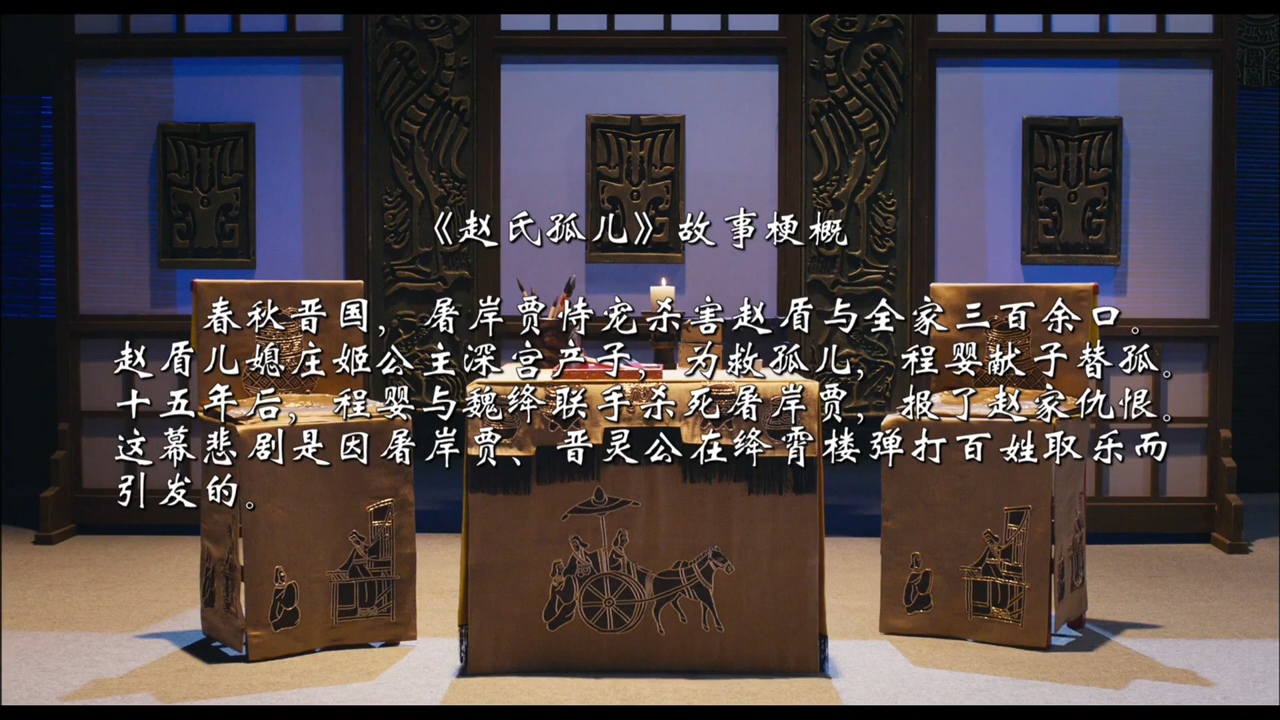 《赵氏孤儿》故事梗概
春秋晋国，屠岸贾恃宠杀害赵盾与全家三百余口。
赵盾儿媳庄姬公主深宫产子，为救孤儿，程婴献子替孤。
十五年后，程婴与魏绛联手杀死屠岸贾，报了赵家仇恨。
这幕悲剧是因屠岸贾、晋灵公在绛霄楼弹打百姓取乐而
引发的。